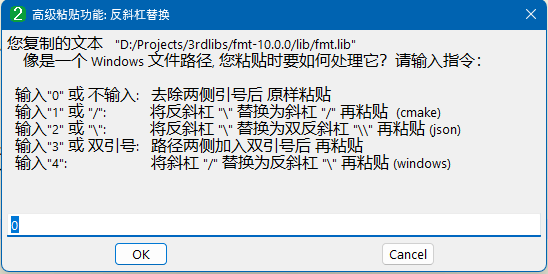 2 高级粘贴功能: 反斜杠替换
您复制的文本 "D:/Projects/3rdlibs/fmt-10.0.0/lib/fmt.lib"
像是一个 Windows 文件路径, 您粘贴时要如何处理它? 请输入指令:
输入"0" 或 不输入: 去除两侧引号后 原样粘贴
输入"1" 或 "/": 将反斜杠 "\" 替换为斜杠 "/" 再粘贴 (cmake)
输入"2" 或 "\": 将反斜杠 "\" 替换为双反斜杠 "\\" 再粘贴 (json)
输入"3" 或 双引号: 路径两侧加入双引号后 再粘贴
输入"4": 将斜杠 "/" 替换为反斜杠 "\" 再粘贴 (windows)
0
OK Cancel